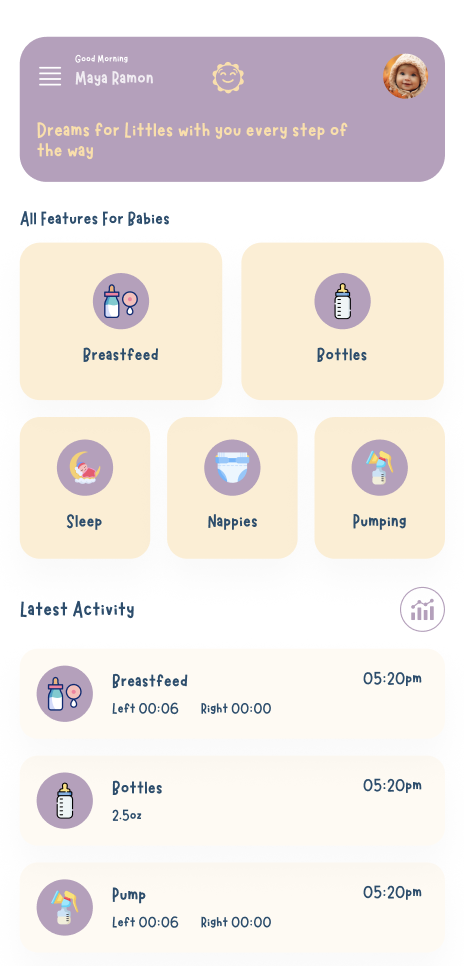 Good Morning
Maya Ramon
Dreams for Littles with you every step of
the way
All Features For Babies
Breastfeed
Bottles
Sleep
Nappies
Pumping
Latest Activity
Breastfeed
05:20pm
Left 00:06 Right 00:00
Bottles
05:20pm
2.5oz
Pump
05:20pm
Left 00:06 Right 00:00